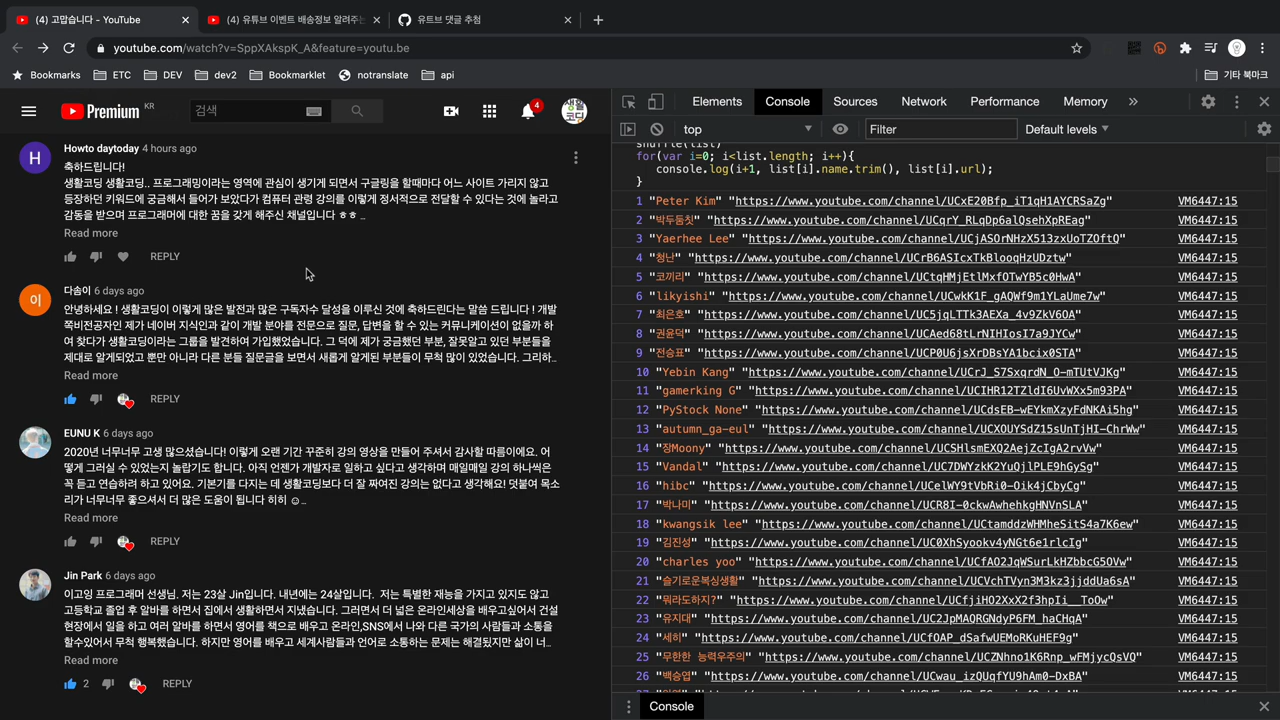 (4) 고맙습니다 - YouTube
(4) 유튜브 이벤트 배송정보 알려주는
유트브 댓글 추첨
youtube.com/watch?v=SppXAkspK_A&feature=youtu.be
Bookmarks
ETC
DEV
dev2
Bookmarklet
notranslate
api
기타 북마크
Premium KR
검색
4
생활
코딩
Howto daytoday 4 hours ago
H
축하드립니다!
생활코딩 생활코딩.. 프로그래밍이라는 영역에 관심이 생기게 되면서 구글링을 할때마다 어느 사이트 가리지 않고
등장하던 키워드에 궁금해서 들어가 보았다가 컴퓨터 관령 강의를 이렇게 정서적으로 전달할 수 있다는 것에 놀라고
감동을 받으며 프로그래머에 대한 꿈을 갖게 해주신 채널입니다 ㅎㅎ ...
Read more
REPLY
다솜이 6 days ago
이
안녕하세요 ! 생활코딩이 이렇게 많은 발전과 많은 구독자수 달성을 이루신 것에 축하드린다는 말씀 드립니다 ! 개발
쪽비전공자인 제가 네이버 지식인과 같이 개발 분야를 전문으로 질문, 답변을 할 수 있는 커뮤니케이션이 없을까 하
여 찾다가 생활코딩이라는 그룹을 발견하여 가입했었습니다. 그 덕에 제가 궁금했던 부분, 잘못알고 있던 부분들을
제대로 알게되었고 뿐만 아니라 다른 분들 질문글을 보면서 새롭게 알게된 부분들이 무척 많이 있었습니다. 그리하...
Read more
REPLY
EUNU K 6 days ago
2020년 너무너무 고생 많으셨습니다! 이렇게 오랜 기간 꾸준히 강의 영상을 만들어 주셔서 감사할 따름이에요. 어
떻게 그러실 수 있었는지 놀랍기도 합니다. 아직 언젠가 개발자로 일하고 싶다고 생각하며 매일매일 강의 하나씩은
꼭 듣고 연습하려 하고 있어요. 기본기를 다지는 데 생활코딩보다 더 잘 짜여진 강의는 없다고 생각해요! 덧붙여 목소
리가 너무너무 좋으셔서 더 많은 도움이 됩니다 히히 ☺...
Read more
REPLY
Jin Park 6 days ago
이고잉 프로그래머 선생님. 저는 23살 Jin입니다. 내년에는 24살입니다. 저는 특별한 재능을 가지고 있지도 않고
고등학교 졸업 후 알바를 하면서 집에서 생활하면서 지냈습니다. 그러면서 더 넓은 온라인세상을 배우고싶어서 건설
현장에서 일을 하고 여러 알바를 하면서 영어를 책으로 배우고 온라인,SNS에서 나와 다른 국가의 사람들과 소통을
할수있어서 무척 행복했습니다. 하지만 영어를 배우고 세계사람들과 언어로 소통하는 문제는 해결됬지만 삶이 너...
Read more
2 REPLY
Elements Console Sources Network Performance Memory »
top
Filter
Default levels
shuffle(list)
for(var i=0; i<list.length; i++){
console.log(i+1, list[i].name.trim(), list[i].url);
}
1 "Peter Kim" "https://www.youtube.com/channel/UCxE20Bfp_iT1qH1AYCRSaZg" VM6447:15
2 "박두둠칫" "https://www.youtube.com/channel/UCqrY_RLqDp6alQsehXpREag" VM6447:15
3 "Yaerhee Lee" "https://www.youtube.com/channel/UCjASOrNHzX513zxUoTZOftQ" VM6447:15
4 "청난" "https://www.youtube.com/channel/UCrB6ASIcxTkBlooqHzUDztw" VM6447:15
5 "코끼리" "https://www.youtube.com/channel/UCtqHMjEtlMxfOTwYB5c0HwA" VM6447:15
6 "likyishi" "https://www.youtube.com/channel/UCwkK1F_gAQWf9m1YLaUme7w" VM6447:15
7 "최은호" "https://www.youtube.com/channel/UC5jqLTTk3AEXa_4v9ZkV6OA" VM6447:15
8 "권윤덕" "https://www.youtube.com/channel/UCAed68tLrNIHIosI7a9JYCw" VM6447:15
9 "전승표" "https://www.youtube.com/channel/UCP0U6jsXrDBsYA1bcix0STA" VM6447:15
10 "Yebin Kang" "https://www.youtube.com/channel/UCrJ_S7SxqrdN_O-mTUtVJKg" VM6447:15
11 "gamerking G" "https://www.youtube.com/channel/UCIHR12TZldI6UvWXx5m93PA" VM6447:15
12 "PyStock None" "https://www.youtube.com/channel/UCdsEB-wEYkmXzyFdNKAi5hg" VM6447:15
13 "autumn_ga-eul" "https://www.youtube.com/channel/UCXOUYSdZ15sUnTjHI-ChrWw" VM6447:15
14 "장Moony" "https://www.youtube.com/channel/UCSHlsmEXQ2AejZcIgA2rvVw" VM6447:15
15 "Vandal" "https://www.youtube.com/channel/UC7DWYzkK2YuQjlPLE9hGySg" VM6447:15
16 "hibc" "https://www.youtube.com/channel/UCelWY9tVbRi0-Oik4jCbyCg" VM6447:15
17 "박나미" "https://www.youtube.com/channel/UCR8I-0ckwAwhehkgHNVnSLA" VM6447:15
18 "kwangsik lee" "https://www.youtube.com/channel/UCtamddzWHMheSitS4a7K6ew" VM6447:15
19 "김진성" "https://www.youtube.com/channel/UC0XhSyookv4yNGt6e1rlcIg" VM6447:15
20 "charles yoo" "https://www.youtube.com/channel/UCfAO2JqWSurLkHZbbcG5OVw" VM6447:15
21 "슬기로운복싱생활" "https://www.youtube.com/channel/UCVchTVyn3M3kz3jjddUa6sA" VM6447:15
22 "뭐라도하지?" "https://www.youtube.com/channel/UCfjiHO2XxX2f3hpIi__ToOw" VM6447:15
23 "유지대" "https://www.youtube.com/channel/UC2JpMAQRGNdyP6FM_haCHqA" VM6447:15
24 "세히" "https://www.youtube.com/channel/UCfOAP_dSafwUEMoRKuHEF9g" VM6447:15
25 "무한한 능력우주의" "https://www.youtube.com/channel/UCZNhno1K6Rnp_wFMjycQsVQ" VM6447:15
26 "백승엽" "https://www.youtube.com/channel/UCwau_izOUqfYU9hAm0-DxBA" VM6447:15
Console